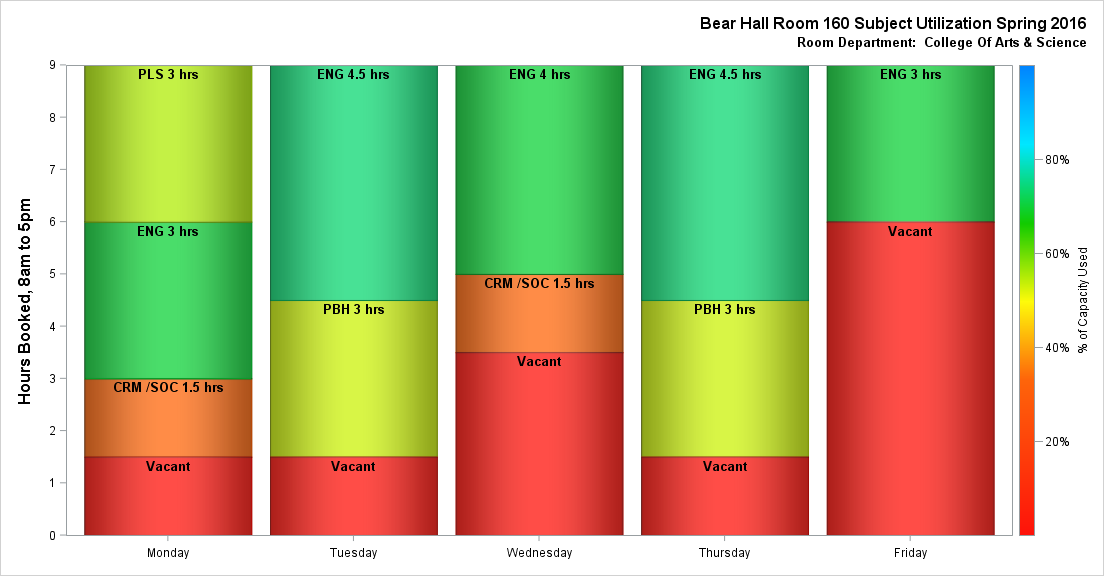 Bear Hall Room 160 Subject Utilization Spring 2016
Room Department:  College Of Arts & Science
Hours Booked, 8am to 5pm
9
8
7
6
5
4
3
2
1
0
PLS 3 hrs
ENG 3 hrs
CRM /SOC 1.5 hrs
Vacant
ENG 4.5 hrs
PBH 3 hrs
Vacant
ENG 4 hrs
CRM /SOC 1.5 hrs
Vacant
ENG 4.5 hrs
PBH 3 hrs
Vacant
ENG 3 hrs
Vacant
Monday
Tuesday
Wednesday
Thursday
Friday
80%
60%
40%
20%
% of Capacity Used